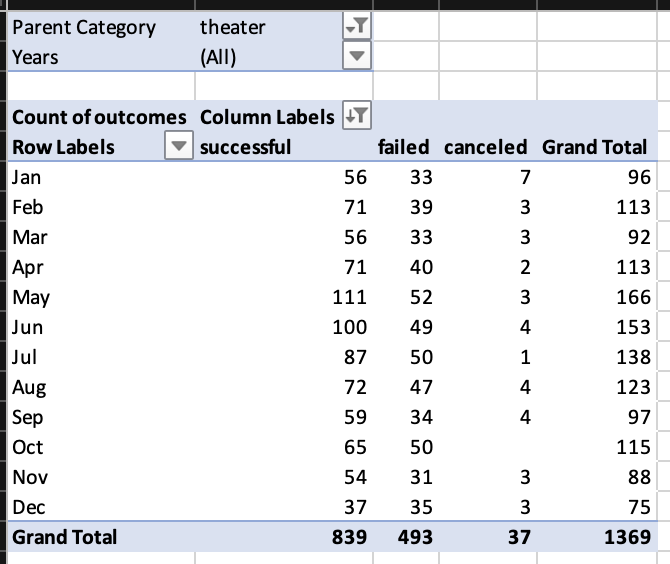 Parent Category theater
Years (All)
Count of outcomes Column Labels
Row Labels successful failed canceled Grand Total
Jan 56 33 7 96
Feb 71 39 3 113
Mar 56 33 3 92
Apr 71 40 2 113
May 111 52 3 166
Jun 100 49 4 153
Jul 87 50 1 138
Aug 72 47 4 123
Sep 59 34 4 97
Oct 65 50 115
Nov 54 31 3 88
Dec 37 35 3 75
Grand Total 839 493 37 1369